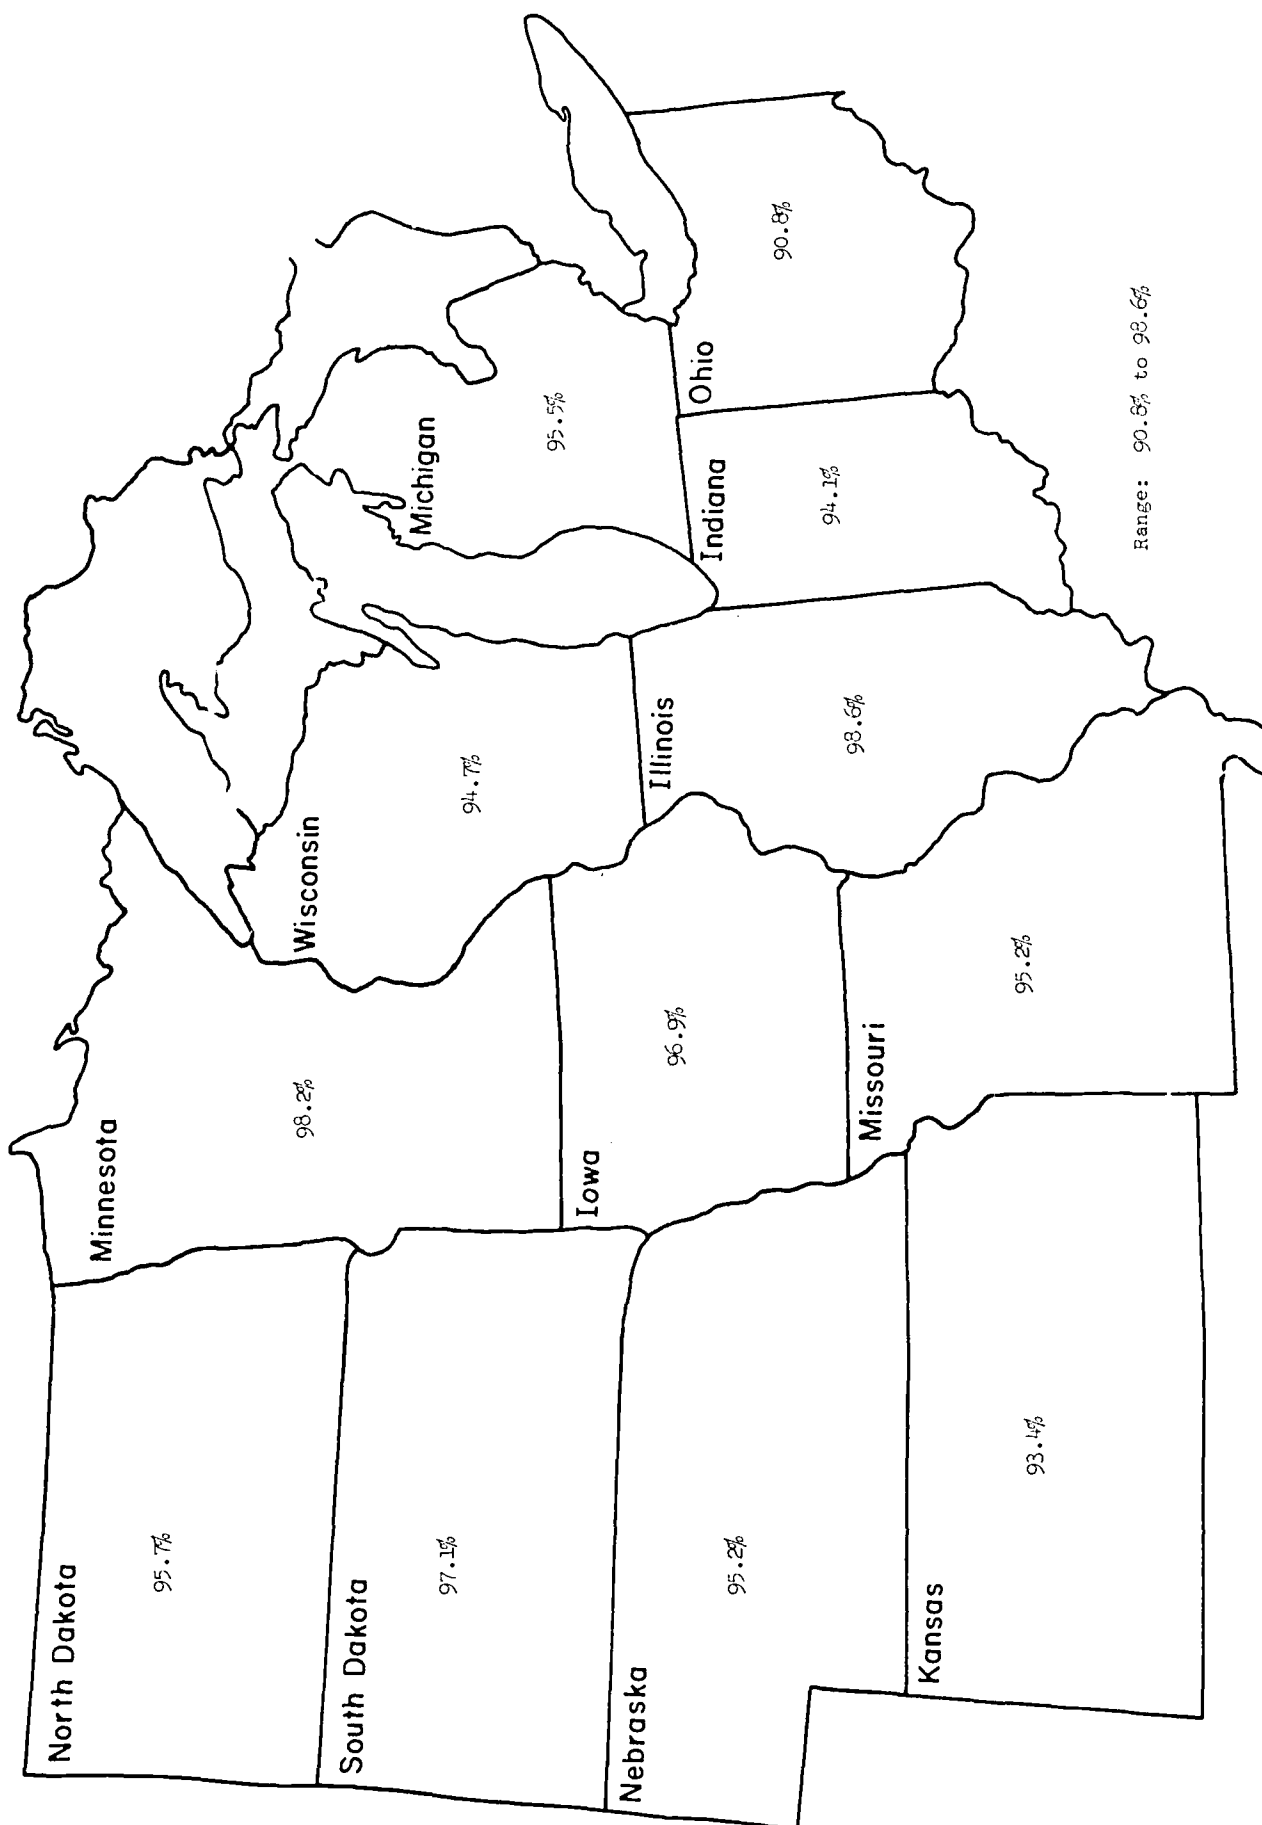 North Dakota
95.7%
Minnesota
98.2%
South Dakota
97.1%
Wisconsin
94.7%
Michigan
95.5%
Nebraska
95.2%
Iowa
96.9%
Illinois
98.6%
Indiana
94.1%
Ohio
90.8%
Kansas
93.4%
Missouri
95.2%
Range: 90.8% to 98.6%